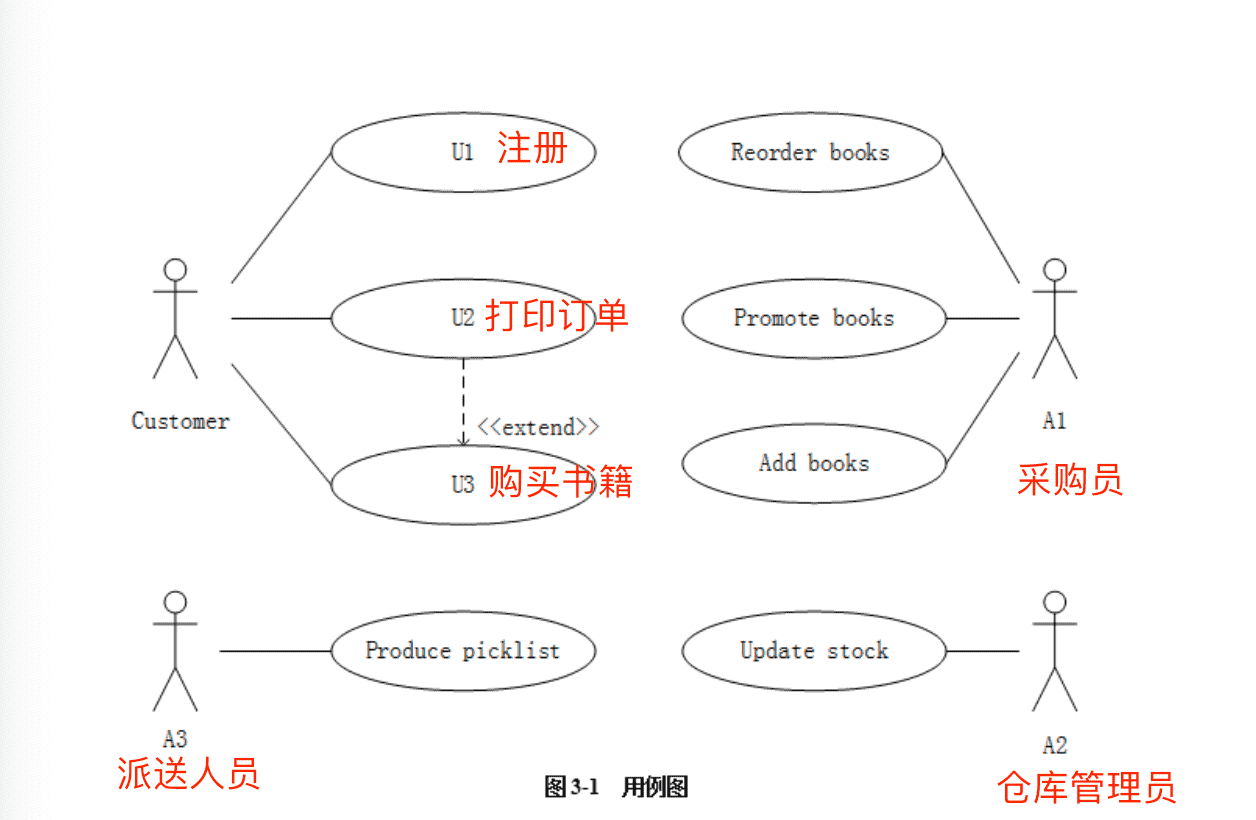 U1 注册
Reorder books
U2 打印订单
Promote books
Customer
A1
<<extend>>
U3 购买书籍
Add books
采购员
Produce picklist
Update stock
A3
派送人员
A2
仓库管理员
图3-1 用例图